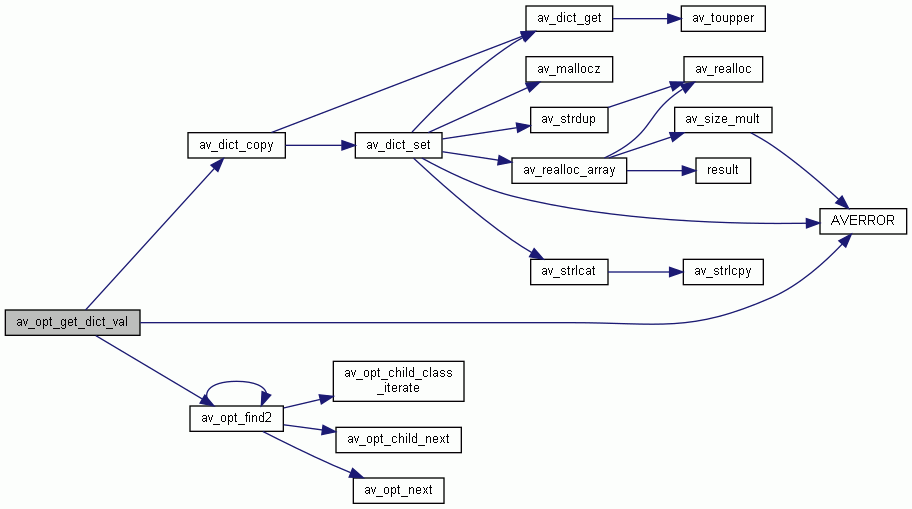 av_dict_get
av_toupper
av_mallocz
av_realloc
av_strdup
av_size_mult
av_dict_copy
av_dict_set
av_realloc_array
result
AVERROR
av_strlcat
av_strlcpy
av_opt_get_dict_val
av_opt_child_class
_iterate
av_opt_find2
av_opt_child_next
av_opt_next